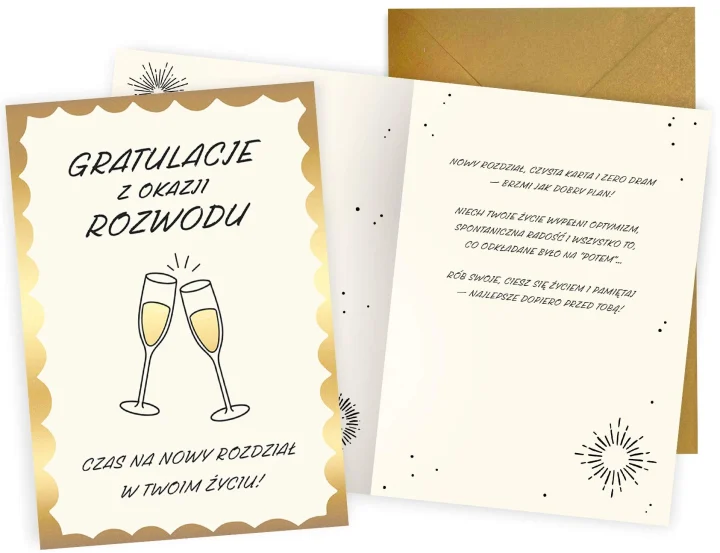 GRATULACJE
Z OKAZJI
ROZWODU
CZAS NA NOWY ROZDZIAŁ
W TWOIM ŻYCIU!
NOWY ROZDZIAŁ, CZYSTA KARTA I ZERO DRAM
— BRZMI JAK DOBRY PLAN!
NIECH TWOJE ŻYCIE WYPEŁNI OPTYMIZM,
SPONTANICZNA RADOŚĆ I WSZYSTKO TO,
CO ODKŁADANE BYŁO NA "POTEM"...
RÓB SWOJE, CIESZ SIĘ ŻYCIEM I PAMIĘTAJ
— NAJLEPSZE DOPIERO PRZED TOBĄ!